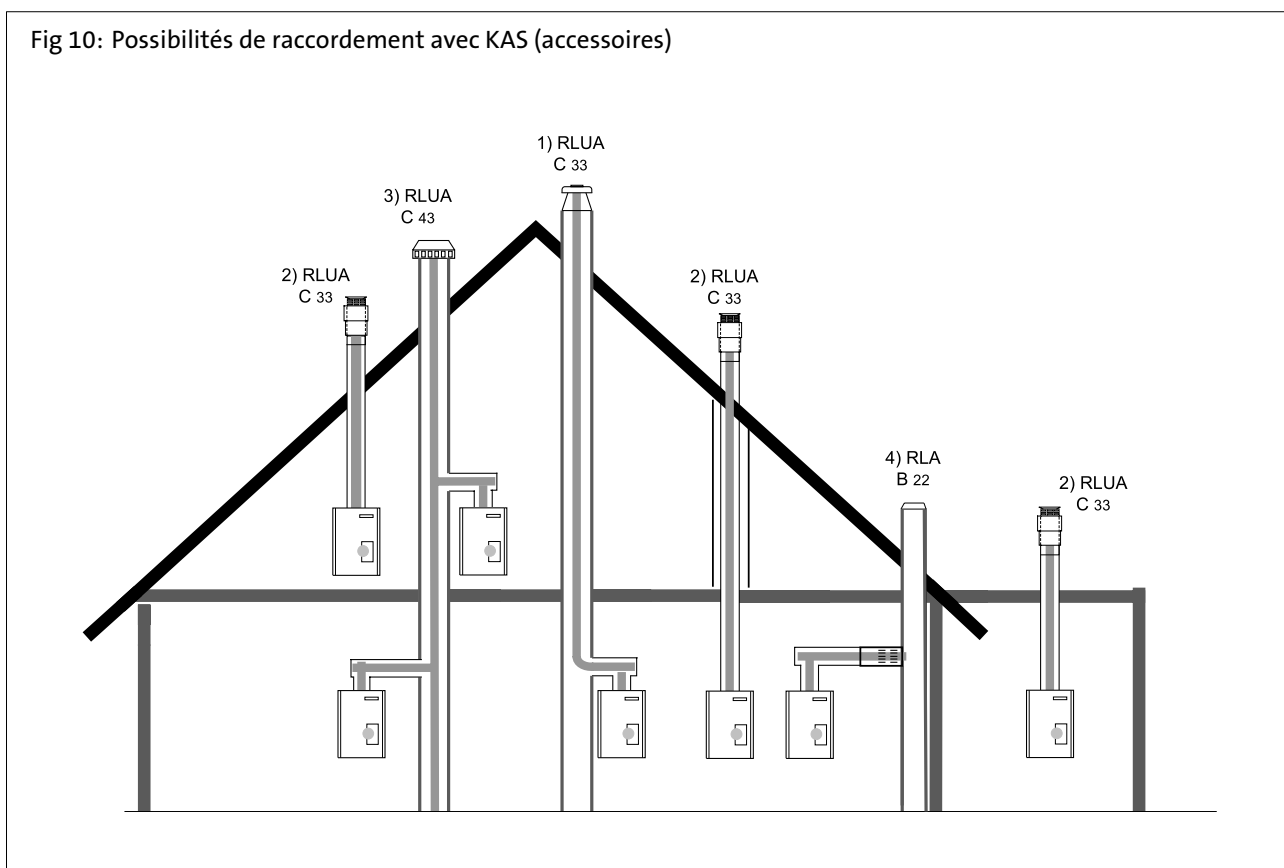 Fig 10: Possibilités de raccordement avec KAS (accessoires)
1) RLUA
C 33
3) RLUA
C 43
2) RLUA
C 33
2) RLUA
C 33
4) RLA
B 22
2) RLUA
C 33